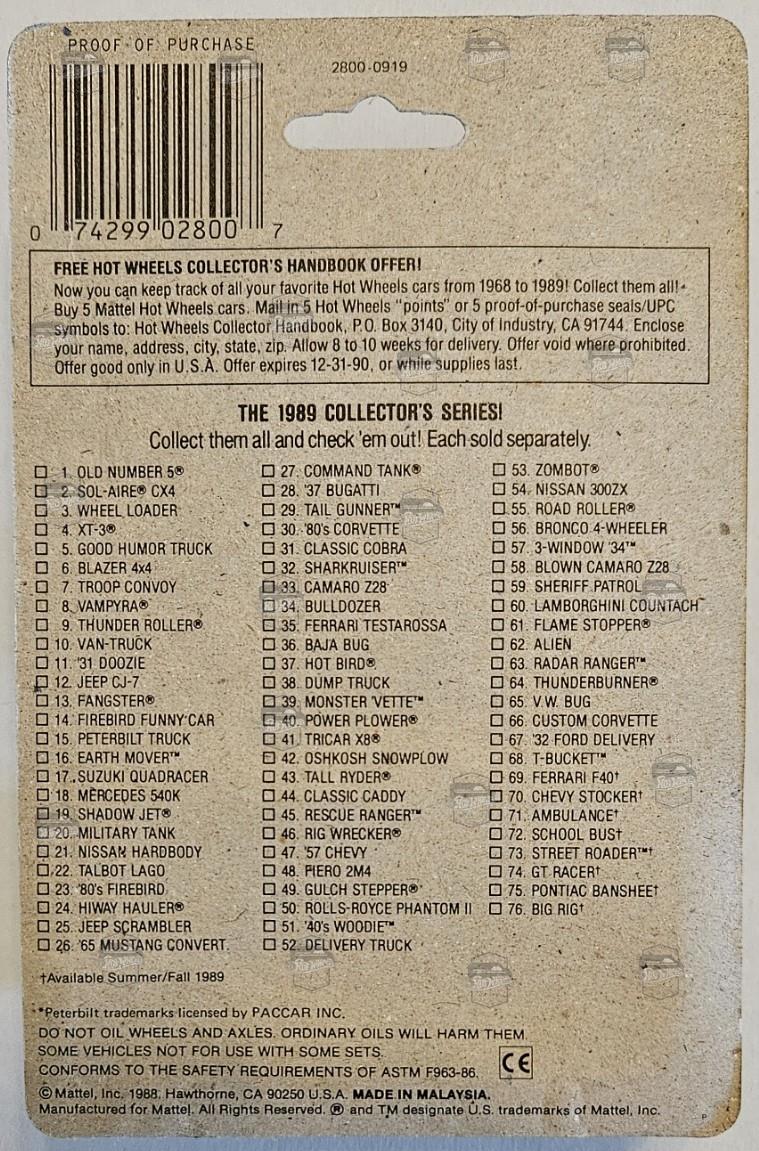 PROOF OF PURCHASE
2800-0919
0 74299 02800 7
FREE HOT WHEELS COLLECTOR'S HANDBOOK OFFER!
Now you can keep track of all your favorite Hot Wheels cars from 1968 to 1989! Collect them all!
Buy 5 Mattel Hot Wheels cars. Mail in 5 Hot Wheels "points" or 5 proof-of-purchase seals/UPC
symbols to: Hot Wheels Collector Handbook, P.O. Box 3140, City of Industry, CA 91744. Enclose
your name, address, city, state, zip. Allow 8 to 10 weeks for delivery. Offer void where prohibited.
Offer good only in U.S.A. Offer expires 12-31-90, or while supplies last.
THE 1989 COLLECTOR'S SERIES!
Collect them all and check 'em out! Each sold separately.
1. OLD NUMBER 5®
2. SOL-AIRE® CX4
3. WHEEL LOADER
4. XT-3®
5. GOOD HUMOR TRUCK
6. BLAZER 4x4
7. TROOP CONVOY
8. VAMPYRA®
9. THUNDER ROLLER®
10. VAN-TRUCK
11. '31 DOOZIE
12. JEEP CJ-7
13. FANGSTER®
14. FIREBIRD FUNNY CAR
15. PETERBILT TRUCK
16. EARTH MOVER™
17. SUZUKI QUADRACER
18. MERCEDES 540K
19. SHADOW JET®
20. MILITARY TANK
21. NISSAN HARDBODY
22. TALBOT LAGO
23. '80's FIREBIRD
24. HIWAY HAULER®
25. JEEP SCRAMBLER
26. '65 MUSTANG CONVERT.
27. COMMAND TANK®
28. '37 BUGATTI
29. TAIL GUNNER™
30. '80's CORVETTE
31. CLASSIC COBRA
32. SHARKRUISER™
33. CAMARO Z28
34. BULLDOZER
35. FERRARI TESTAROSSA
36. BAJA BUG
37. HOT BIRD®
38. DUMP TRUCK
39. MONSTER 'VETTE™
40. POWER PLOWER®
41. TRICAR X8®
42. OSHKOSH SNOWPLOW
43. TALL RYDER®
44. CLASSIC CADDY
45. RESCUE RANGER™
46. RIG WRECKER®
47. '57 CHEVY
48. FIERO 2M4
49. GULCH STEPPER®
50. ROLLS-ROYCE PHANTOM II
51. '40's WOODIE™
52. DELIVERY TRUCK
53. ZOMBOT®
54. NISSAN 300ZX
55. ROAD ROLLER®
56. BRONCO 4-WHEELER
57. 3-WINDOW '34™
58. BLOWN CAMARO Z28
59. SHERIFF PATROL
60. LAMBORGHINI COUNTACH
61. FLAME STOPPER®
62. ALIEN
63. RADAR RANGER™
64. THUNDERBURNER®
65. V.W. BUG
66. CUSTOM CORVETTE
67. '32 FORD DELIVERY
68. T-BUCKET™
69. FERRARI F40†
70. CHEVY STOCKER†
71. AMBULANCE†
72. SCHOOL BUS†
73. STREET ROADER™†
74. GT RACER†
75. PONTIAC BANSHEE†
76. BIG RIG†
†Available Summer/Fall 1989
*Peterbilt trademarks licensed by PACCAR INC.
DO NOT OIL WHEELS AND AXLES. ORDINARY OILS WILL HARM THEM.
SOME VEHICLES NOT FOR USE WITH SOME SETS.
CONFORMS TO THE SAFETY REQUIREMENTS OF ASTM F963-86. CE
© Mattel, Inc. 1988. Hawthorne, CA 90250 U.S.A. MADE IN MALAYSIA.
Manufactured for Mattel. All Rights Reserved. ® and TM designate U.S. trademarks of Mattel, Inc.
P